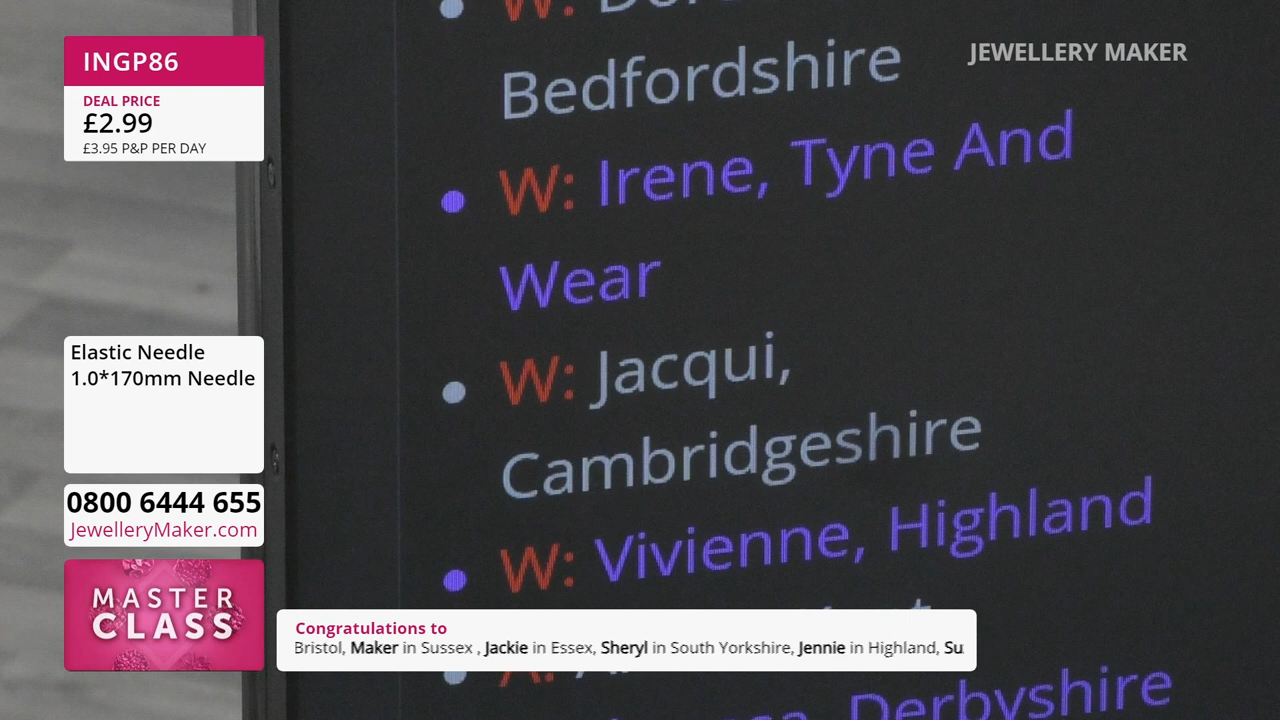 INGP86
DEAL PRICE
£2.99
£3.95 P&P PER DAY
JEWELLERY MAKER
W:
Bedfordshire
W: Irene, Tyne And
Wear
W: Jacqui,
Cambridgeshire
W: Vivienne, Highland
A:
Derbyshire
Elastic Needle
1.0*170mm Needle
0800 6444 655
JewelleryMaker.com
MASTER
CLASS
Congratulations to
Bristol, Maker in Sussex , Jackie in Essex, Sheryl in South Yorkshire, Jennie in Highland, Su